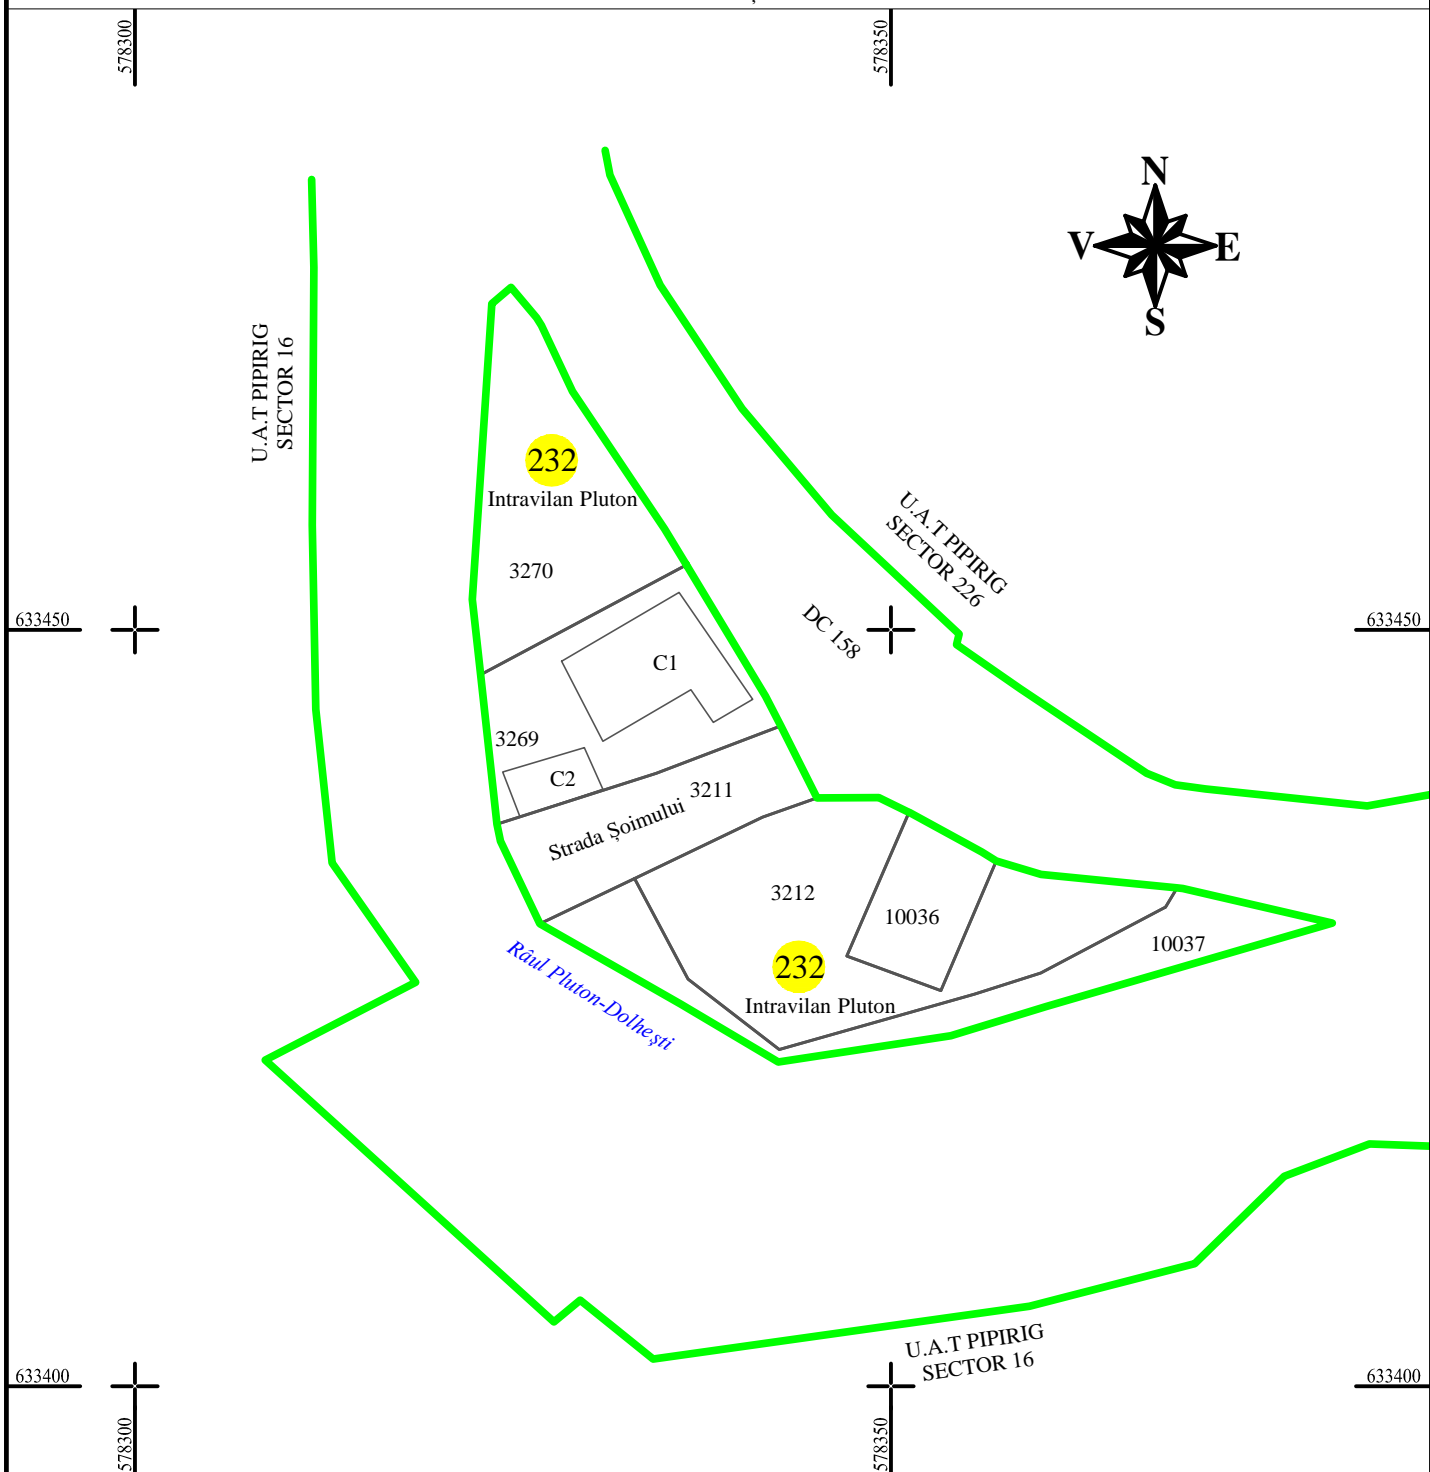 578300
578350
N
V
E
S
U.A.T PIPIRIG
SECTOR 16
232
Intravilan Pluton
U.A.T PIPIRIG
SECTOR 226
3270
633450
633450
DC 158
C1
3269
C2
3211
Strada Șoimului
3212
10036
10037
232
Intravilan Pluton
Râul Pluton-Dolhești
U.A.T PIPIRIG
SECTOR 16
633400
633400
578300
578350